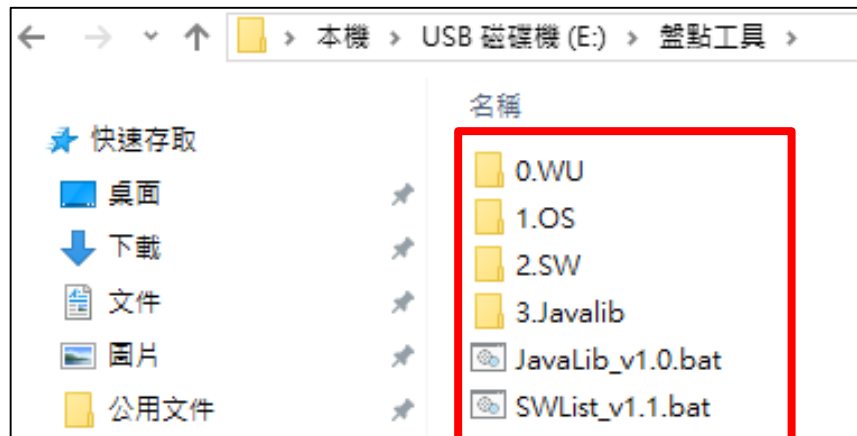 本機 › USB 磁碟機 (E:) › 盤點工具 ›
名稱
快速存取
桌面
下載
文件
圖片
公用文件
0.WU
1.OS
2.SW
3.Javalib
JavaLib_v1.0.bat
SWList_v1.1.bat